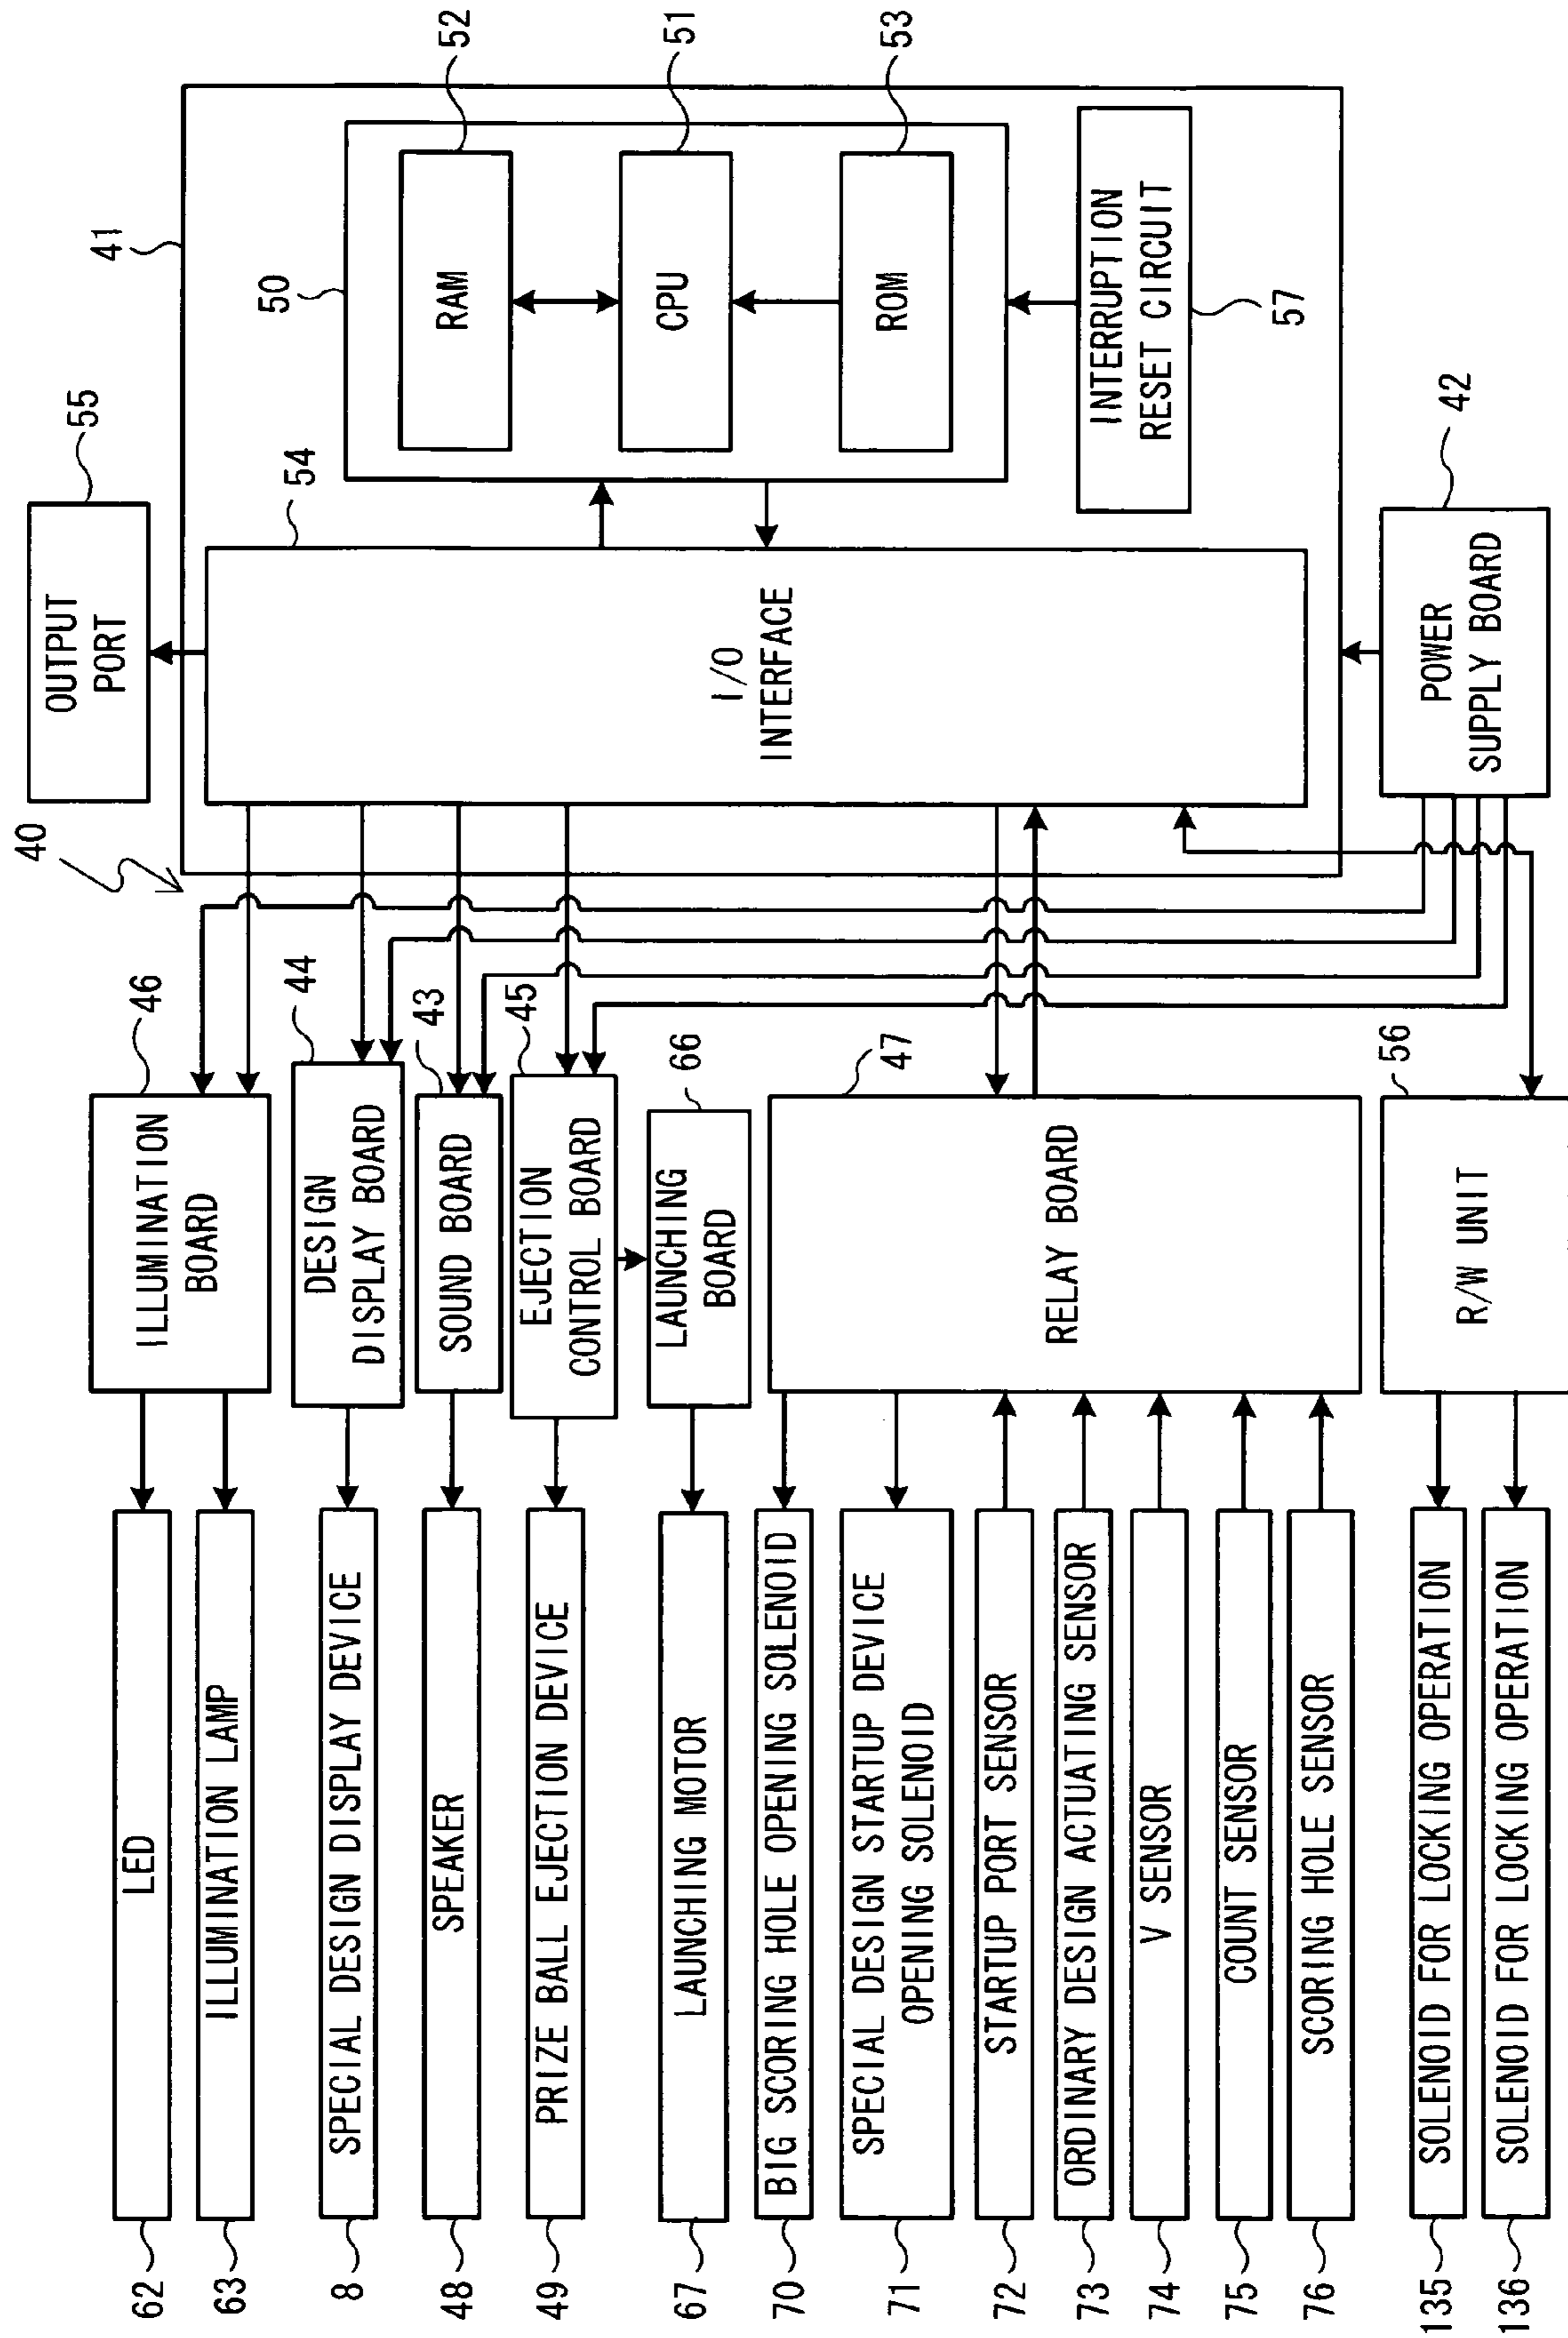 40
62
LED
63
ILLUMINATION LAMP
46
ILLUMINATION
BOARD
8
SPECIAL DESIGN DISPLAY DEVICE
44
DESIGN
DISPLAY BOARD
48
SPEAKER
43
SOUND BOARD
49
PRIZE BALL EJECTION DEVICE
45
EJECTION
CONTROL BOARD
67
LAUNCHING MOTOR
66
LAUNCHING
BOARD
70
BIG SCORING HOLE OPENING SOLENOID
71
SPECIAL DESIGN STARTUP DEVICE
OPENING SOLENOID
72
STARTUP PORT SENSOR
73
ORDINARY DESIGN ACTUATING SENSOR
74
V SENSOR
75
COUNT SENSOR
76
SCORING HOLE SENSOR
47
RELAY BOARD
135
SOLENOID FOR LOCKING OPERATION
136
SOLENOID FOR LOCKING OPERATION
56
R/W UNIT
55
OUTPUT
PORT
41
54
I/O
INTERFACE
50
52
RAM
51
CPU
53
ROM
INTERRUPTION
RESET CIRCUIT
57
42
POWER
SUPPLY BOARD